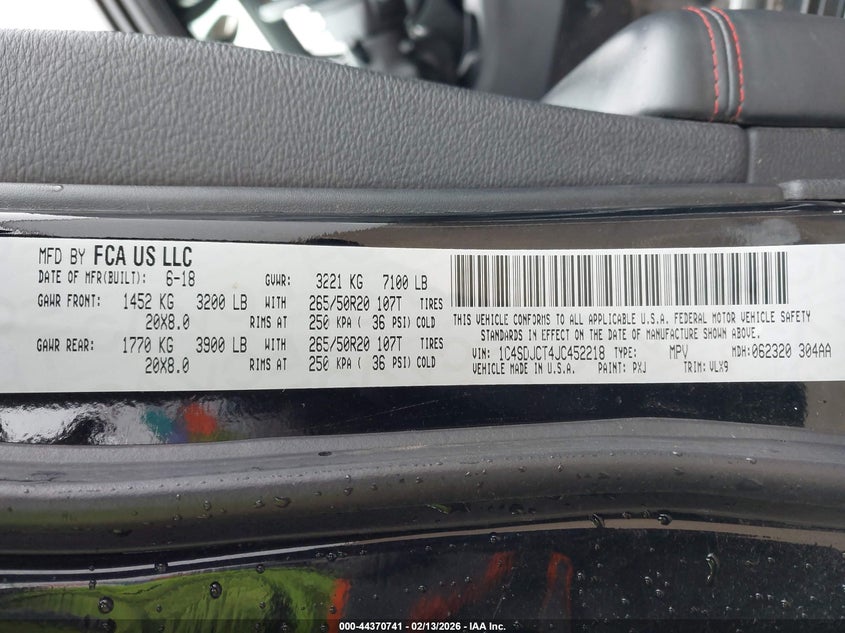 MFD BY FCA US LLC
DATE OF MFR(BUILT): 6-18 GVWR: 3221 KG 7100 LB
GAWR FRONT: 1452 KG 3200 LB WITH 265/50R20 107T TIRES
20X8.0 RIMS AT 250 KPA ( 36 PSI) COLD
GAWR REAR: 1770 KG 3900 LB WITH 265/50R20 107T TIRES
20X8.0 RIMS AT 250 KPA ( 36 PSI) COLD
THIS VEHICLE CONFORMS TO ALL APPLICABLE U.S.A. FEDERAL MOTOR VEHICLE SAFETY
STANDARDS IN EFFECT ON THE DATE OF MANUFACTURE SHOWN ABOVE.
VIN: 1C4SDJCT4JC452218 TYPE: MPV MDH: 062320 304AA
VEHICLE MADE IN U.S.A. PAINT: PXJ TRIM: VLX9
000-44370741 - 02/13/2026 - IAA Inc.